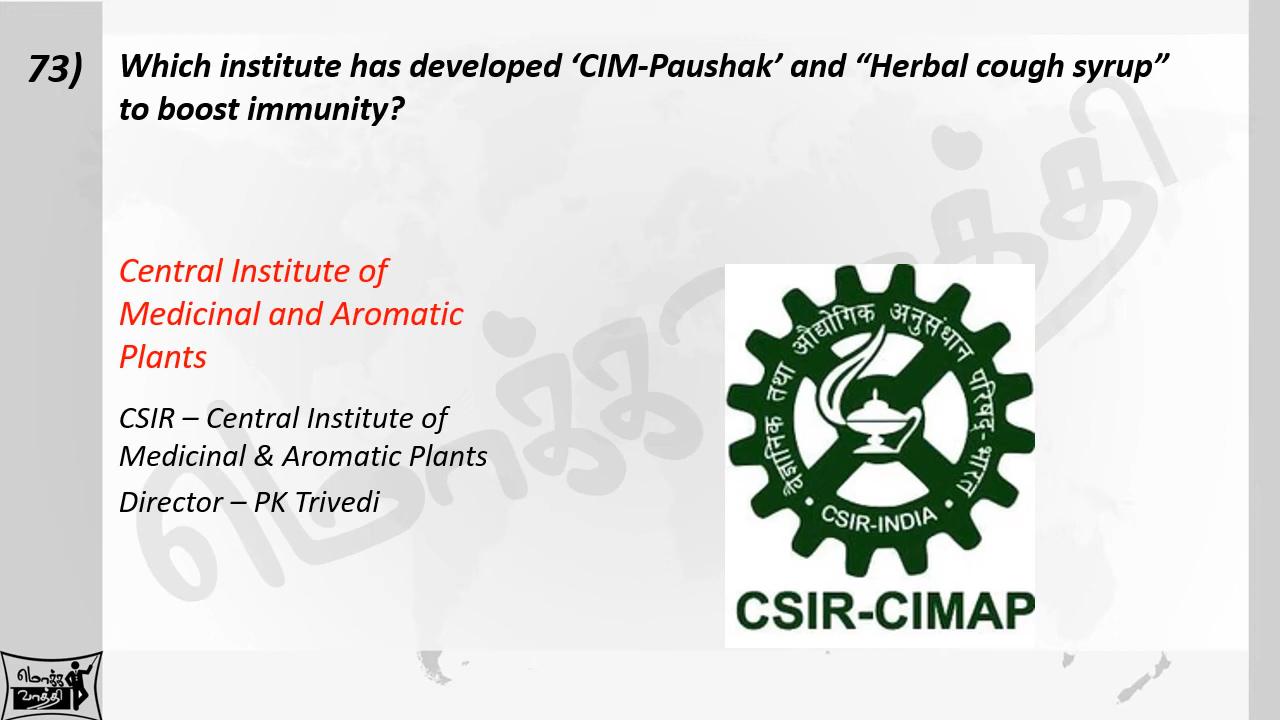 73)
Which institute has developed ‘CIM-Paushak’ and “Herbal cough syrup”
to boost immunity?
Central Institute of
Medicinal and Aromatic
Plants
CSIR – Central Institute of
Medicinal & Aromatic Plants
Director – PK Trivedi
மொக்க வாத்தி
वैज्ञानिक तथा औद्योगिक अनुसंधान परिषद्-भारत
CSIR-INDIA
CSIR-CIMAP
மொக்க
வாத்தி